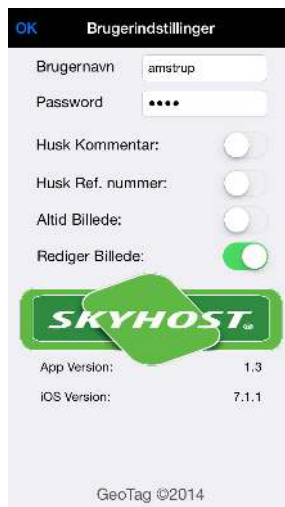 OK Brugerindstillinger
Brugernavn amstrup
Password ••••
Husk Kommentar:
Husk Ref. nummer:
Altid Billede:
Rediger Billede:
SKYHOST
App Version: 1.3
iOS Version: 7.1.1
GeoTag ©2014